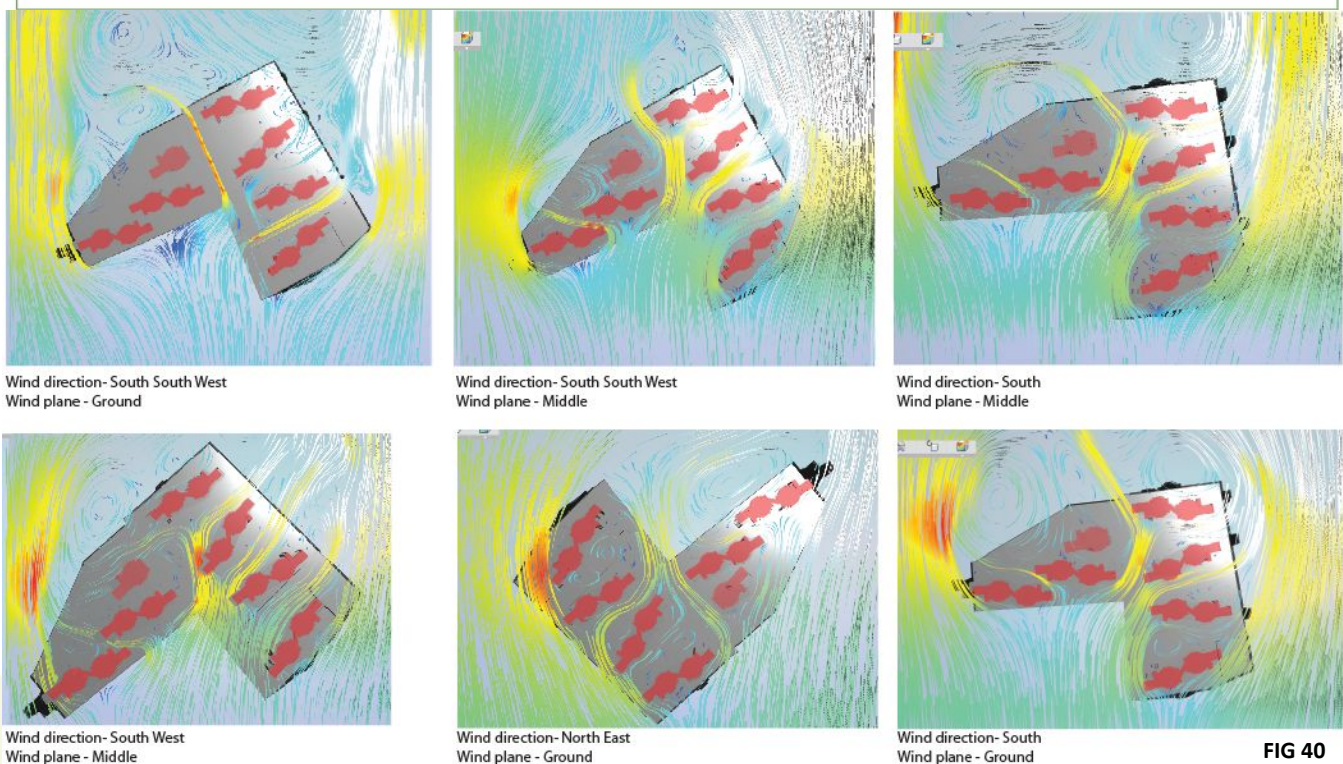 Wind direction- South South West
Wind plane - Ground
Wind direction- South South West
Wind plane - Middle
Wind direction- South
Wind plane - Middle
Wind direction- South West
Wind plane - Middle
Wind direction- North East
Wind plane - Ground
Wind direction- South
Wind plane - Ground
FIG 40